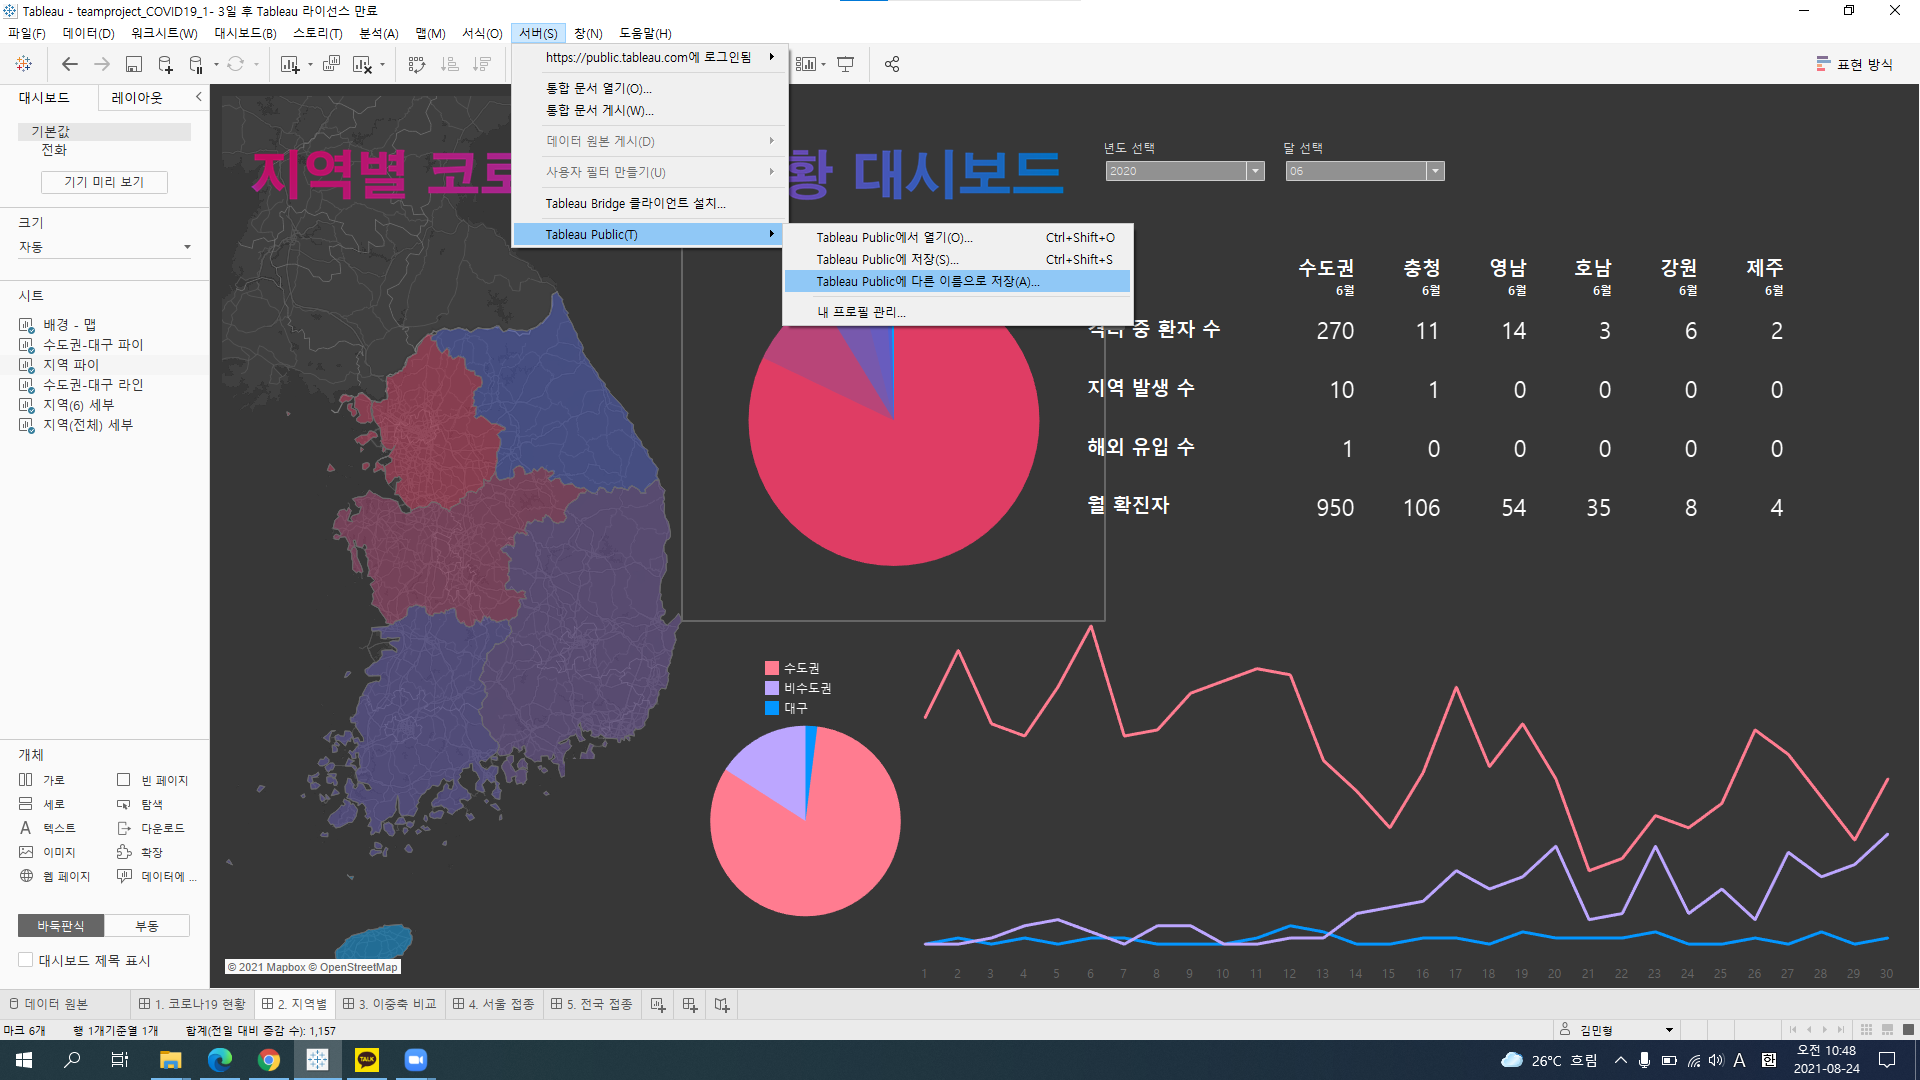 Tableau - teamproject_COVID19_1- 3일 후 Tableau 라이선스 만료
파일(F) 데이터(D) 워크시트(W) 대시보드(B) 스토리(T) 분석(A) 맵(M) 서식(O) 서버(S) 창(N) 도움말(H)
표현 방식
https://public.tableau.com에 로그인됨
통합 문서 열기(O)...
통합 문서 게시(W)...
데이터 원본 게시(D)
사용자 필터 만들기(U)
Tableau Bridge 클라이언트 설치...
Tableau Public(T)
Tableau Public에서 열기(O)... Ctrl+Shift+O
Tableau Public에 저장(S)... Ctrl+Shift+S
Tableau Public에 다른 이름으로 저장(A)...
내 프로필 관리...
대시보드 레이아웃
기본값
전화
기기 미리 보기
크기
자동
시트
배경 - 맵
수도권-대구 파이
지역 파이
수도권-대구 라인
지역(6) 세부
지역(전체) 세부
개체
가로 빈 페이지
세로 탐색
텍스트 다운로드
이미지 확장
웹 페이지 데이터에 ...
바둑판식 부동
대시보드 제목 표시
지역별 코로 황 대시보드
년도 선택 달 선택
2020 06
수도권 충청 영남 호남 강원 제주
6월 6월 6월 6월 6월 6월
중 환자 수 270 11 14 3 6 2
지역 발생 수 10 1 0 0 0 0
해외 유입 수 1 0 0 0 0 0
월 확진자 950 106 54 35 8 4
수도권
비수도권
대구
1 2 3 4 5 6 7 8 9 10 11 12 13 14 15 16 17 18 19 20 21 22 23 24 25 26 27 28 29 30
© 2021 Mapbox © OpenStreetMap
데이터 원본 1. 코로나19 현황 2. 지역별 3. 이중축 비교 4. 서울 접종 5. 전국 접종
마크 6개 행 1개기준열 1개 합계(전일 대비 증감 수): 1,157 김민형
TALK
26°C 흐림 A 한 오전 10:48
2021-08-24